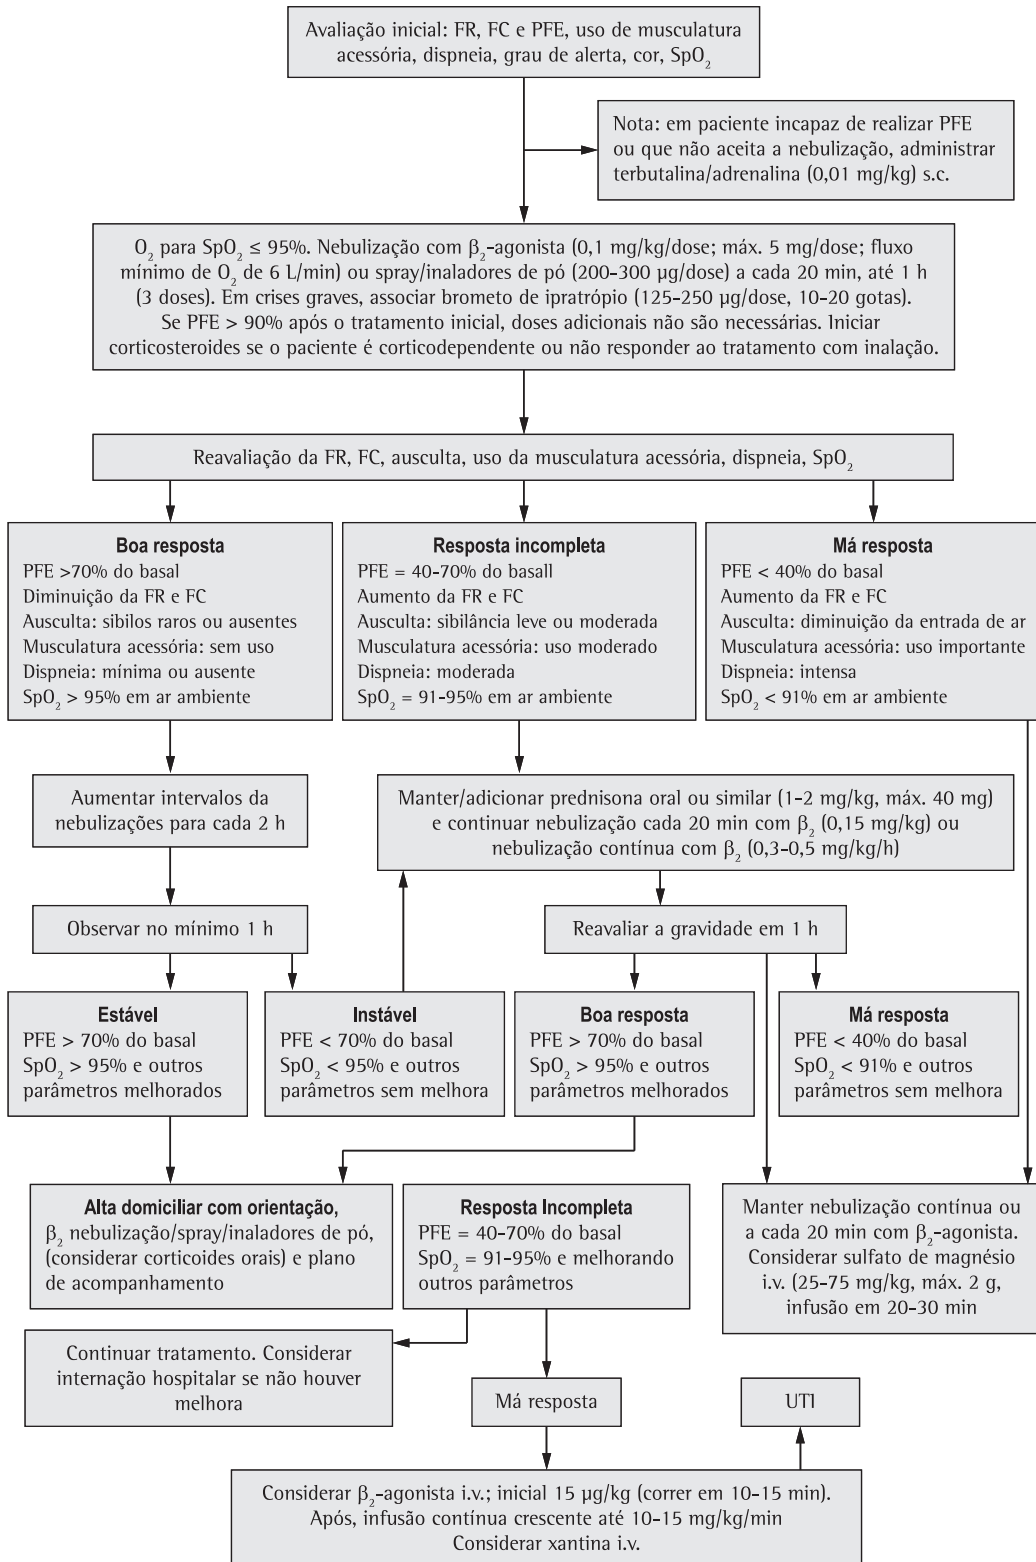 Avaliação inicial: FR, FC e PFE, uso de musculatura
acessória, dispneia, grau de alerta, cor, SpO₂
Nota: em paciente incapaz de realizar PFE
ou que não aceita a nebulização, administrar
terbutalina/adrenalina (0,01 mg/kg) s.c.
O₂ para SpO₂ ≤ 95%. Nebulização com β₂-agonista (0,1 mg/kg/dose; máx. 5 mg/dose; fluxo
mínimo de O₂ de 6 L/min) ou spray/inaladores de pó (200-300 µg/dose) a cada 20 min, até 1 h
(3 doses). Em crises graves, associar brometo de ipratrópio (125-250 µg/dose, 10-20 gotas).
Se PFE > 90% após o tratamento inicial, doses adicionais não são necessárias. Iniciar
corticosteroides se o paciente é corticodependente ou não responder ao tratamento com inalação.
Reavaliação da FR, FC, ausculta, uso da musculatura acessória, dispneia, SpO₂
Boa resposta
PFE >70% do basal
Diminuição da FR e FC
Ausculta: sibilos raros ou ausentes
Musculatura acessória: sem uso
Dispneia: mínima ou ausente
SpO₂ > 95% em ar ambiente
Resposta incompleta
PFE = 40-70% do basall
Aumento da FR e FC
Ausculta: sibilância leve ou moderada
Musculatura acessória: uso moderado
Dispneia: moderada
SpO₂ = 91-95% em ar ambiente
Má resposta
PFE < 40% do basal
Aumento da FR e FC
Ausculta: diminuição da entrada de ar
Musculatura acessória: uso importante
Dispneia: intensa
SpO₂ < 91% em ar ambiente
Aumentar intervalos da
nebulizações para cada 2 h
Manter/adicionar prednisona oral ou similar (1-2 mg/kg, máx. 40 mg)
e continuar nebulização cada 20 min com β₂ (0,15 mg/kg) ou
nebulização contínua com β₂ (0,3-0,5 mg/kg/h)
Observar no mínimo 1 h
Reavaliar a gravidade em 1 h
Estável
PFE > 70% do basal
SpO₂ > 95% e outros
parâmetros melhorados
Instável
PFE < 70% do basal
SpO₂ < 95% e outros
parâmetros sem melhora
Boa resposta
PFE > 70% do basal
SpO₂ > 95% e outros
parâmetros melhorados
Má resposta
PFE < 40% do basal
SpO₂ < 91% e outros
parâmetros sem melhora
Alta domiciliar com orientação,
β₂ nebulização/spray/inaladores de pó,
(considerar corticoides orais) e plano
de acompanhamento
Resposta Incompleta
PFE = 40-70% do basal
SpO₂ = 91-95% e melhorando
outros parâmetros
Manter nebulização contínua ou
a cada 20 min com β₂-agonista.
Considerar sulfato de magnésio
i.v. (25-75 mg/kg, máx. 2 g,
infusão em 20-30 min
Continuar tratamento. Considerar
internação hospitalar se não houver
melhora
Má resposta
UTI
Considerar β₂-agonista i.v.; inicial 15 µg/kg (correr em 10-15 min).
Após, infusão contínua crescente até 10-15 mg/kg/min
Considerar xantina i.v.